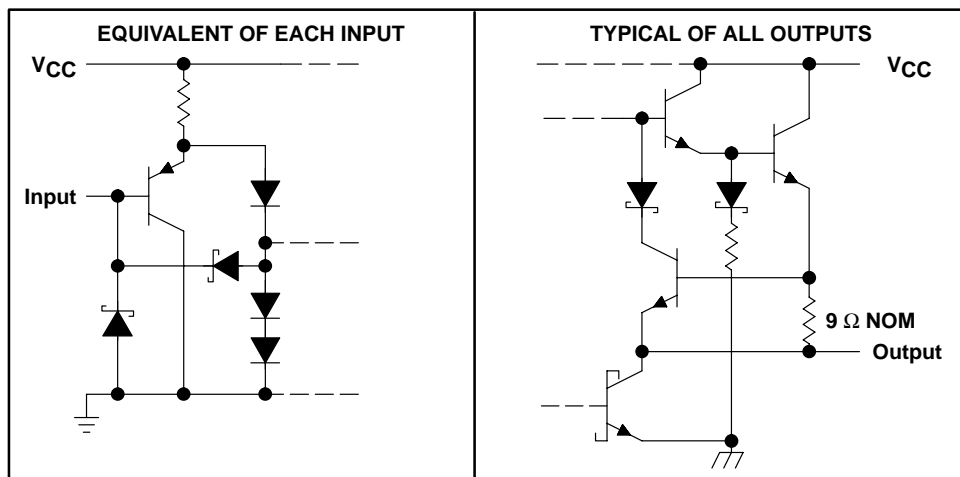 EQUIVALENT OF EACH INPUT
VCC
Input
TYPICAL OF ALL OUTPUTS
VCC
9 Ω NOM
Output